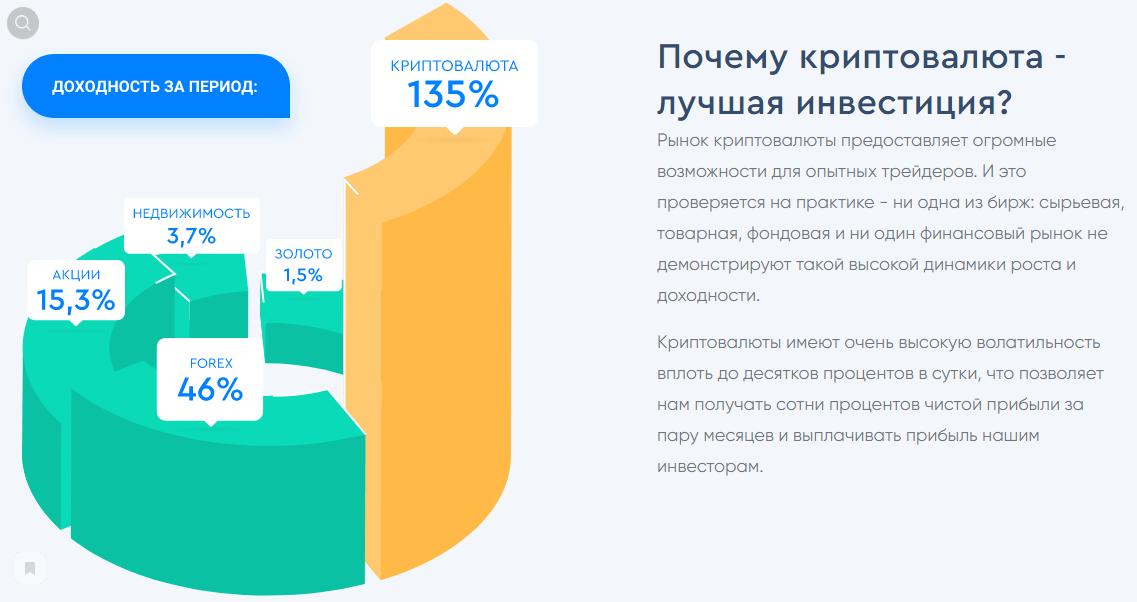 ДОХОДНОСТЬ ЗА ПЕРИОД:
КРИПТОВАЛЮТА
135%
НЕДВИЖИМОСТЬ
3,7%
ЗОЛОТО
1,5%
АКЦИИ
15,3%
FOREX
46%
Почему криптовалюта -
лучшая инвестиция?
Рынок криптовалюты предоставляет огромные
возможности для опытных трейдеров. И это
проверяется на практике - ни одна из бирж: сырьевая,
товарная, фондовая и ни один финансовый рынок не
демонстрируют такой высокой динамики роста и
доходности.
Криптовалюты имеют очень высокую волатильность
вплоть до десятков процентов в сутки, что позволяет
нам получать сотни процентов чистой прибыли за
пару месяцев и выплачивать прибыль нашим
инвесторам.